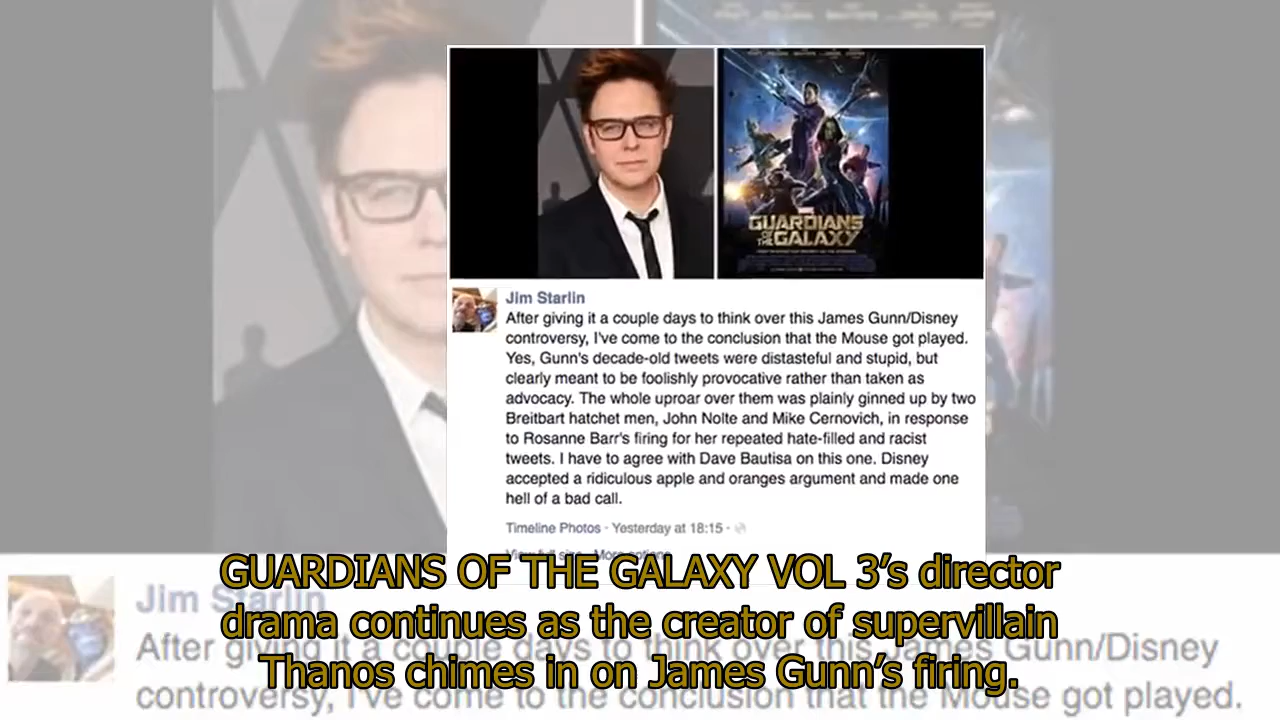 GUARDIANS
OF THE GALAXY
Jim Starlin
After giving it a couple days to think over this James Gunn/Disney
controversy, I've come to the conclusion that the Mouse got played.
Yes, Gunn's decade-old tweets were distasteful and stupid, but
clearly meant to be foolishly provocative rather than taken as
advocacy. The whole uproar over them was plainly ginned up by two
Breitbart hatchet men, John Nolte and Mike Cernovich, in response
to Rosanne Barr's firing for her repeated hate-filled and racist
tweets. I have to agree with Dave Bautisa on this one. Disney
accepted a ridiculous apple and oranges argument and made one
hell of a bad call.
Timeline Photos · Yesterday at 18:15 ·
View full size · More options
GUARDIANS OF THE GALAXY VOL 3's director
drama continues as the creator of supervillain
Thanos chimes in on James Gunn's firing.
Jim Starlin
After giving it a couple days to think over this James Gunn/Disney
controversy, I've come to the conclusion that the Mouse got played.